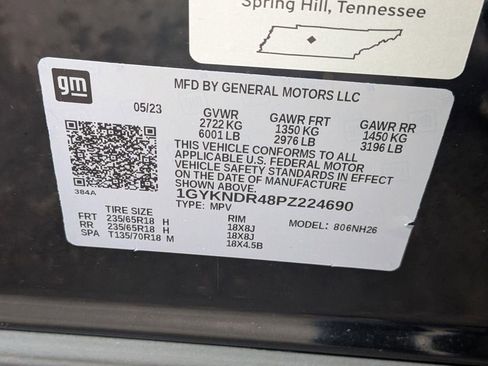 Spring Hill, Tennessee
gm
MFD BY GENERAL MOTORS LLC
05/23 GVWR GAWR FRT GAWR RR
2722 KG 1350 KG 1450 KG
6001 LB 2976 LB 3196 LB
THIS VEHICLE CONFORMS TO ALL
APPLICABLE U.S. FEDERAL MOTOR
VEHICLE SAFETY STANDARDS IN EFFECT
ON THE DATE OF MANUFACTURE
SHOWN ABOVE.
384A 1GYKNDR48PZ224690
TYPE: MPV
TIRE SIZE RIM MODEL: 806NH26
FRT 235/65R18 H 18X8J
RR 235/65R18 H 18X8J
SPA T135/70R18 M 18X4.5B